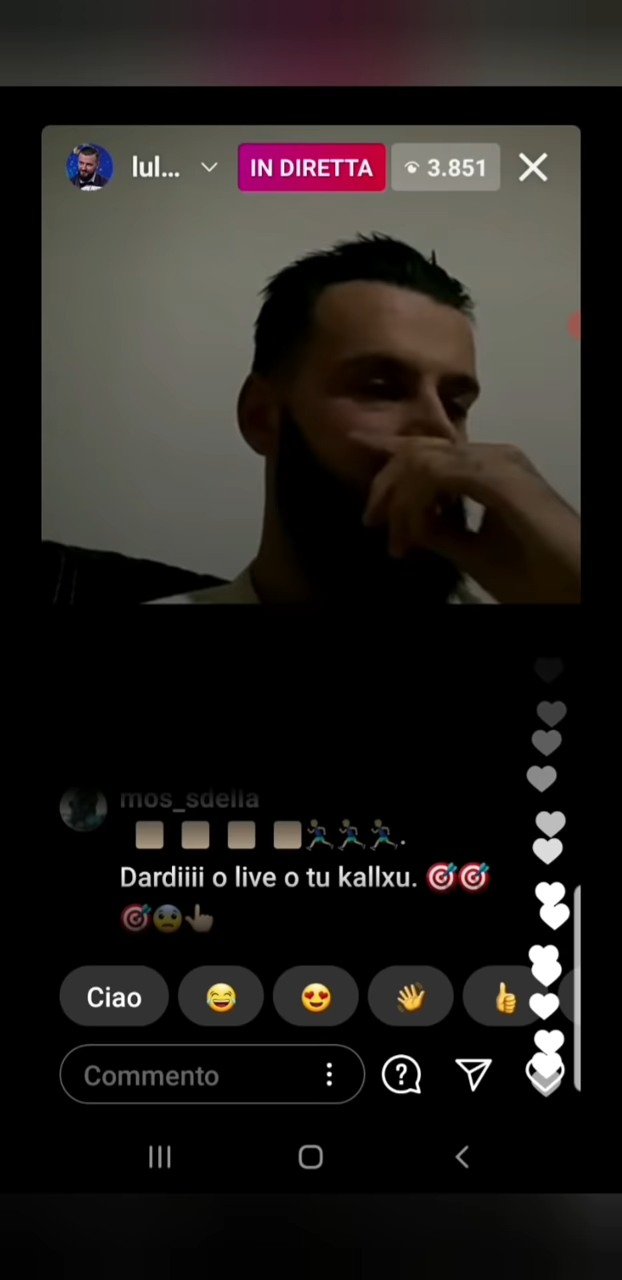 lul...
IN DIRETTA
3.851
mos_sdella
🏃‍♂️🏃‍♂️🏃‍♂️.
Dardiiii o live o tu kallxu. 🎯🎯
🎯😨👆
Ciao
Commento